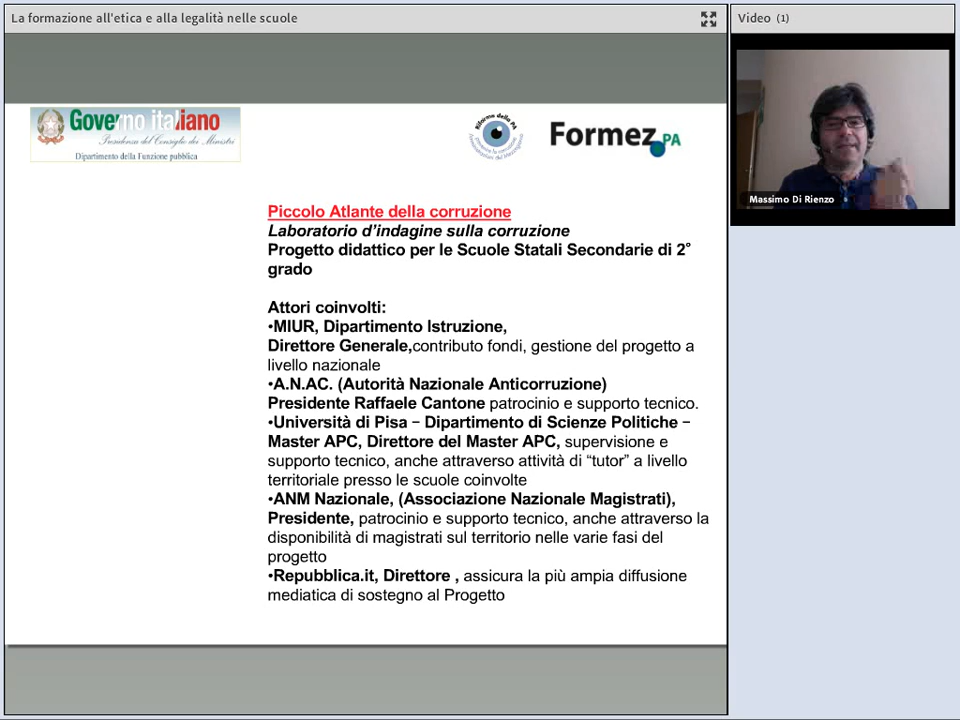 La formazione all'etica e alla legalità nelle scuole
Video (1)
Governo italiano
Presidenza del Consiglio dei Ministri
Dipartimento della Funzione pubblica
Riforma della PA
Formez PA
Massimo Di Rienzo
Piccolo Atlante della corruzione
Laboratorio d'indagine sulla corruzione
Progetto didattico per le Scuole Statali Secondarie di 2°
grado
Attori coinvolti:
•MIUR, Dipartimento Istruzione,
Direttore Generale,contributo fondi, gestione del progetto a
livello nazionale
•A.N.AC. (Autorità Nazionale Anticorruzione)
Presidente Raffaele Cantone patrocinio e supporto tecnico.
•Università di Pisa – Dipartimento di Scienze Politiche –
Master APC, Direttore del Master APC, supervisione e
supporto tecnico, anche attraverso attività di “tutor” a livello
territoriale presso le scuole coinvolte
•ANM Nazionale, (Associazione Nazionale Magistrati),
Presidente, patrocinio e supporto tecnico, anche attraverso la
disponibilità di magistrati sul territorio nelle varie fasi del
progetto
•Repubblica.it, Direttore , assicura la più ampia diffusione
mediatica di sostegno al Progetto